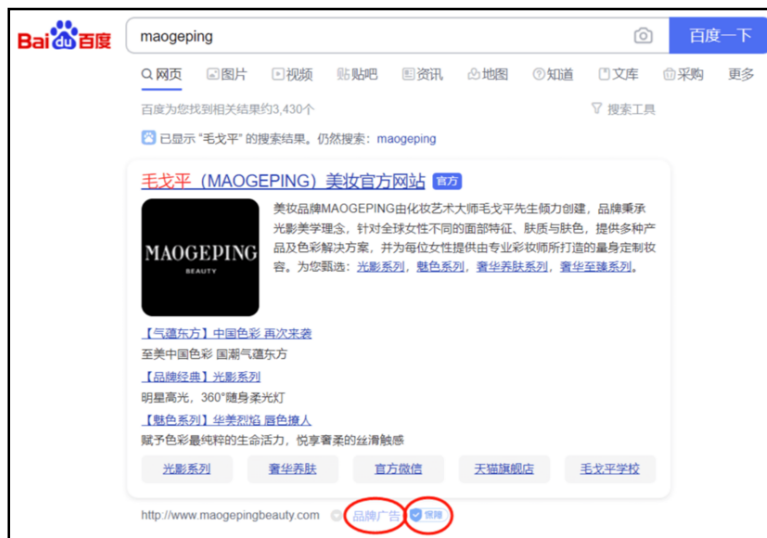 Bai du 百度
maogeping
百度一下
网页 图片 视频 贴吧 资讯 地图 知道 文库 采购 更多
百度为您找到相关结果约3,430个
搜索工具
已显示“毛戈平”的搜索结果。仍然搜索：maogeping
毛戈平（MAOGEPING）美妆官方网站 官方
MAOGEPING
BEAUTY
美妆品牌MAOGEPING由化妆艺术大师毛戈平先生倾力创建，品牌秉承
光影美学理念，针对全球女性不同的面部特征、肤质与肤色，提供多种产
品及色彩解决方案，并为每位女性提供由专业彩妆师所打造的量身定制妆
容。为您甄选：光影系列，魅色系列，奢华养肤系列，奢华至臻系列。
【气蕴东方】中国色彩 再次来袭
至美中国色彩 国潮气蕴东方
【品牌经典】光影系列
明星高光，360°随身柔光灯
【魅色系列】华美烈焰 唇色撩人
赋予色彩最纯粹的生命活力，悦享奢柔的丝滑触感
光影系列 奢华养肤 官方微信 天猫旗舰店 毛戈平学校
http://www.maogepingbeauty.com 品牌广告 保障